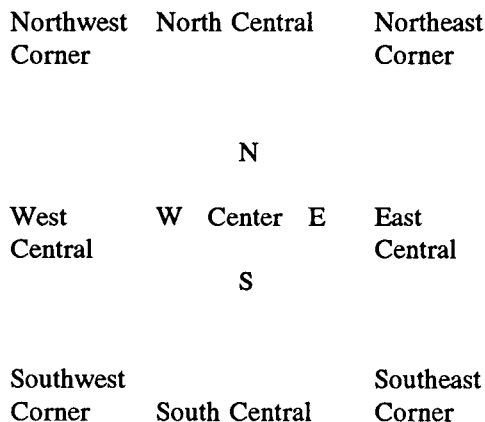 Northwest North Central Northeast
Corner Corner
N
West W Center E East
Central Central
S
Southwest Southeast
Corner South Central Corner